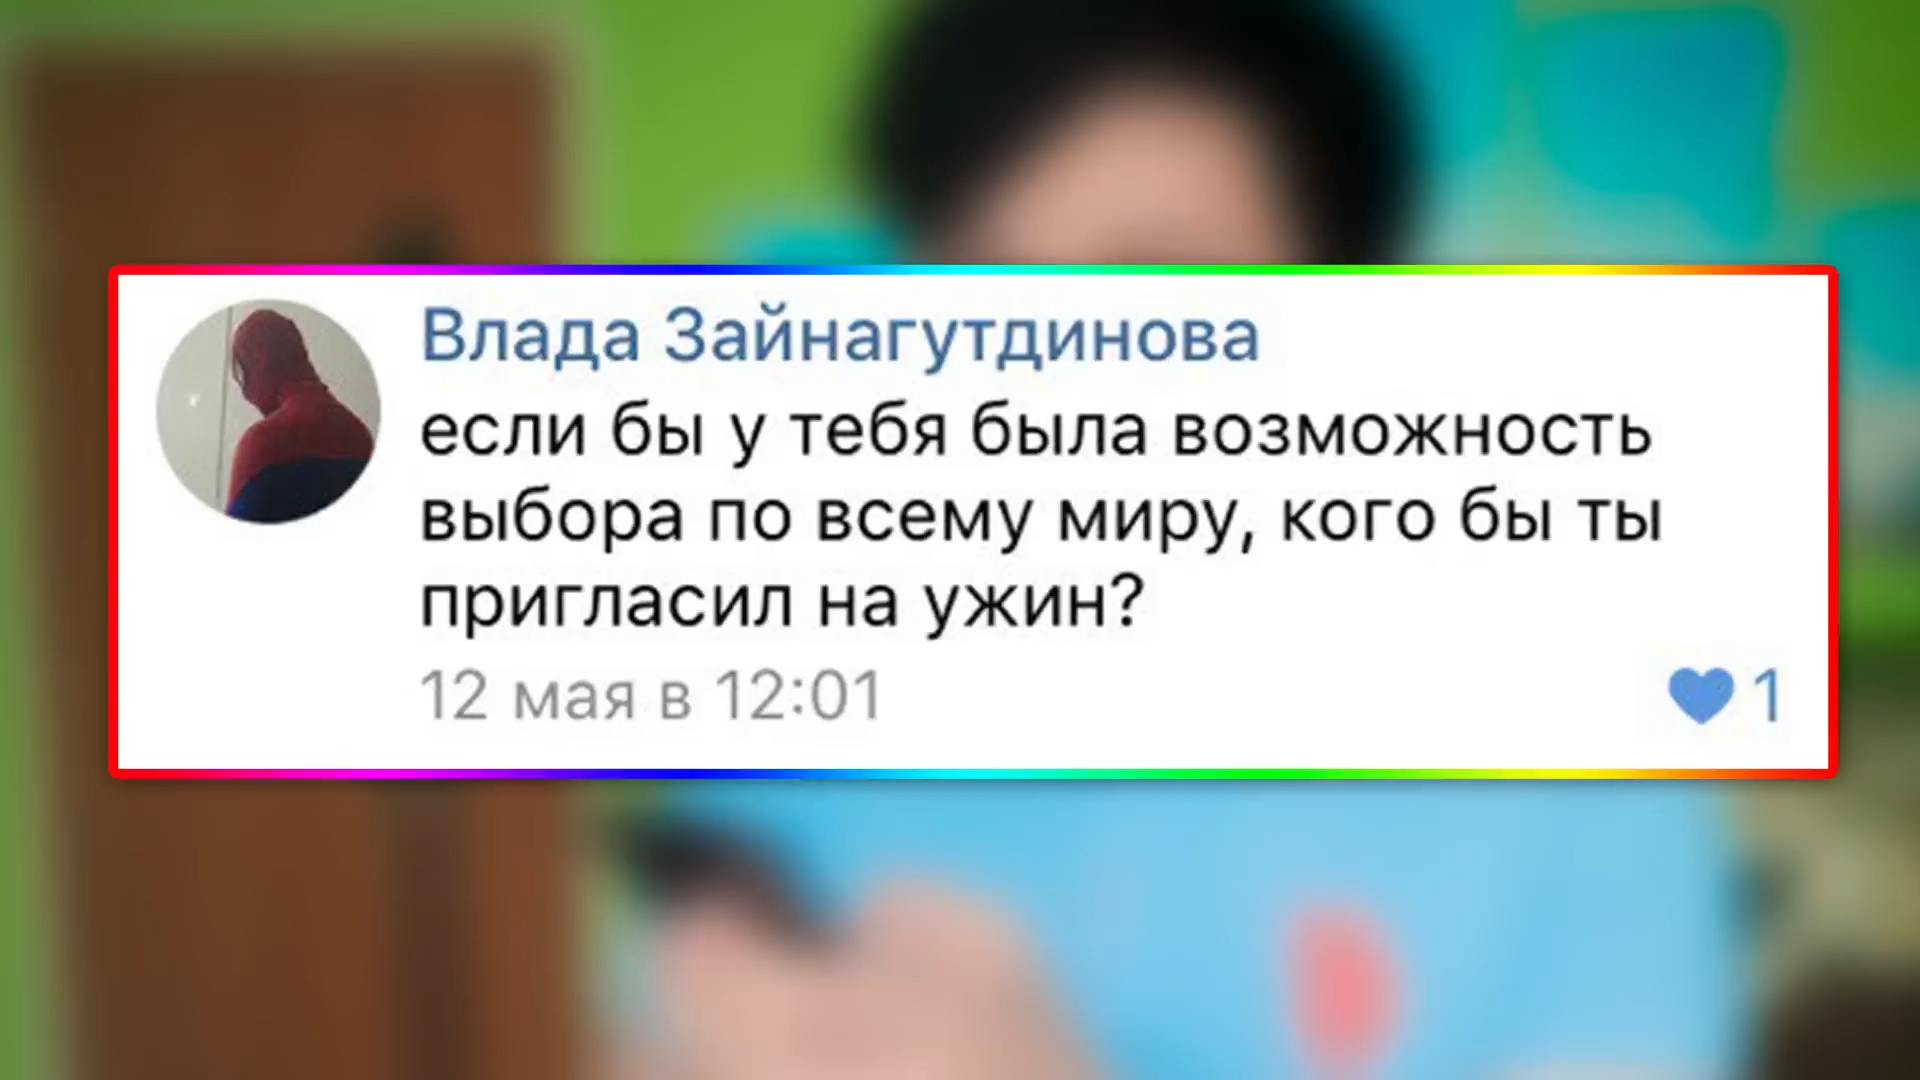 Влада Зайнагутдинова
если бы у тебя была возможность
выбора по всему миру, кого бы ты
пригласил на ужин?
12 мая в 12:01
1